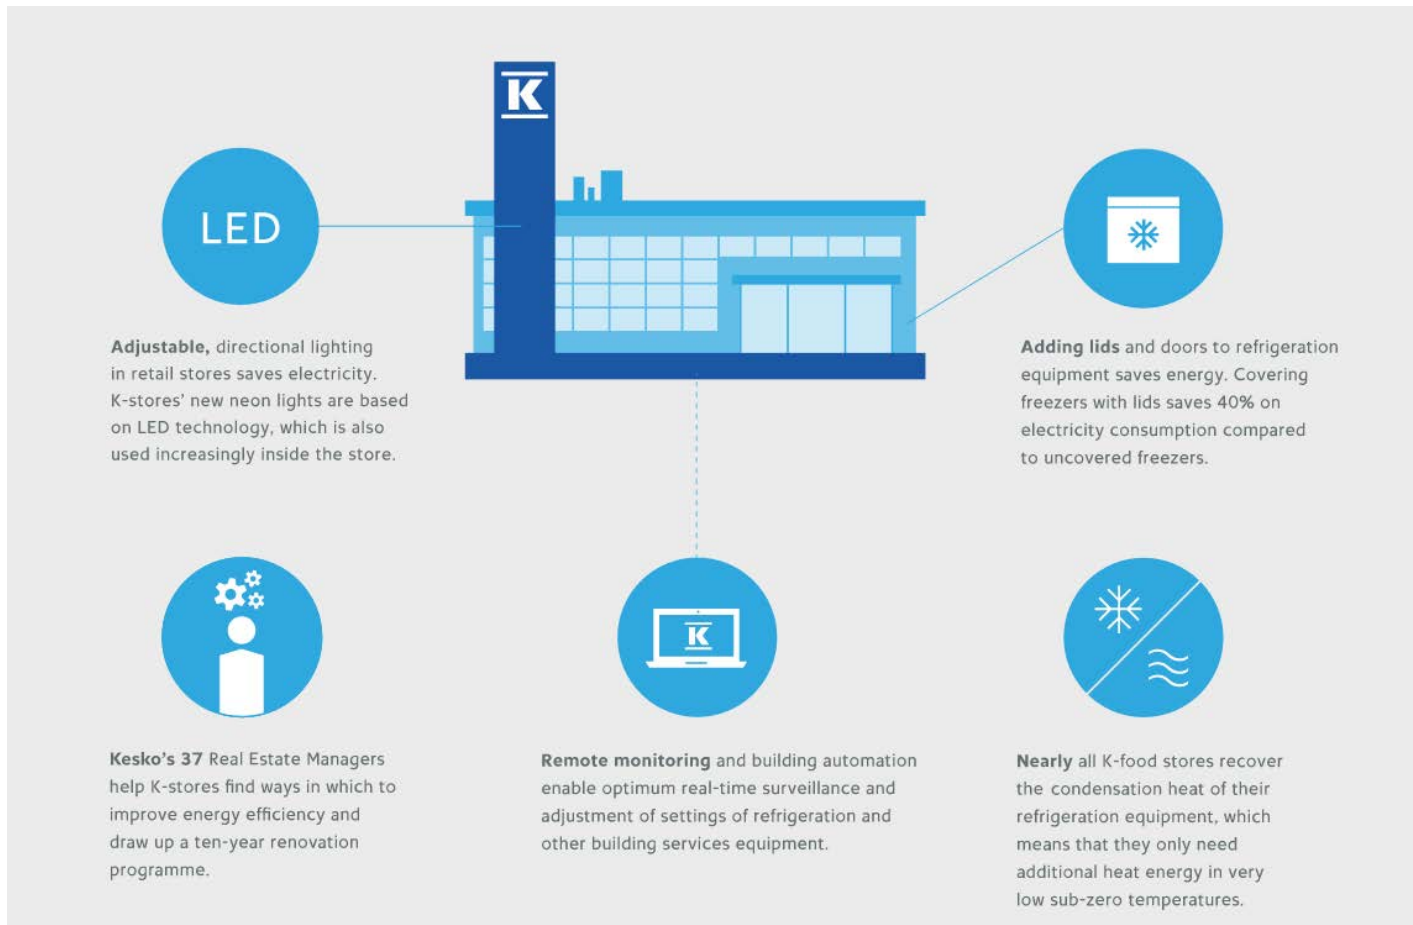 K
LED
Adjustable, directional lighting
in retail stores saves electricity.
K-stores’ new neon lights are based
on LED technology, which is also
used increasingly inside the store.
Adding lids and doors to refrigeration
equipment saves energy. Covering
freezers with lids saves 40% on
electricity consumption compared
to uncovered freezers.
K
Kesko’s 37 Real Estate Managers
help K-stores find ways in which to
improve energy efficiency and
draw up a ten-year renovation
programme.
Remote monitoring and building automation
enable optimum real-time surveillance and
adjustment of settings of refrigeration and
other building services equipment.
Nearly all K-food stores recover
the condensation heat of their
refrigeration equipment, which
means that they only need
additional heat energy in very
low sub-zero temperatures.